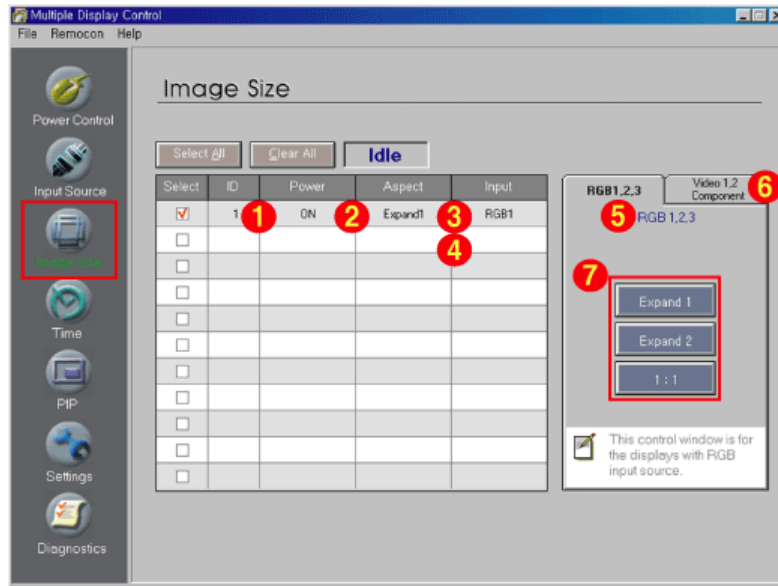 Multiple Display Control
File Remocon Help
Power Control
Input Source
Image Size
Time
PIP
Settings
Diagnostics
Image Size
Select All Clear All Idle
Select ID Power Aspect Input
1 1 ON 2 Expand1 3 RGB1
4
RGB1,2,3
Video 1,2
Component
6
5 RGB 1,2,3
7
Expand 1
Expand 2
1 : 1
This control window is for
the displays with RGB
input source.